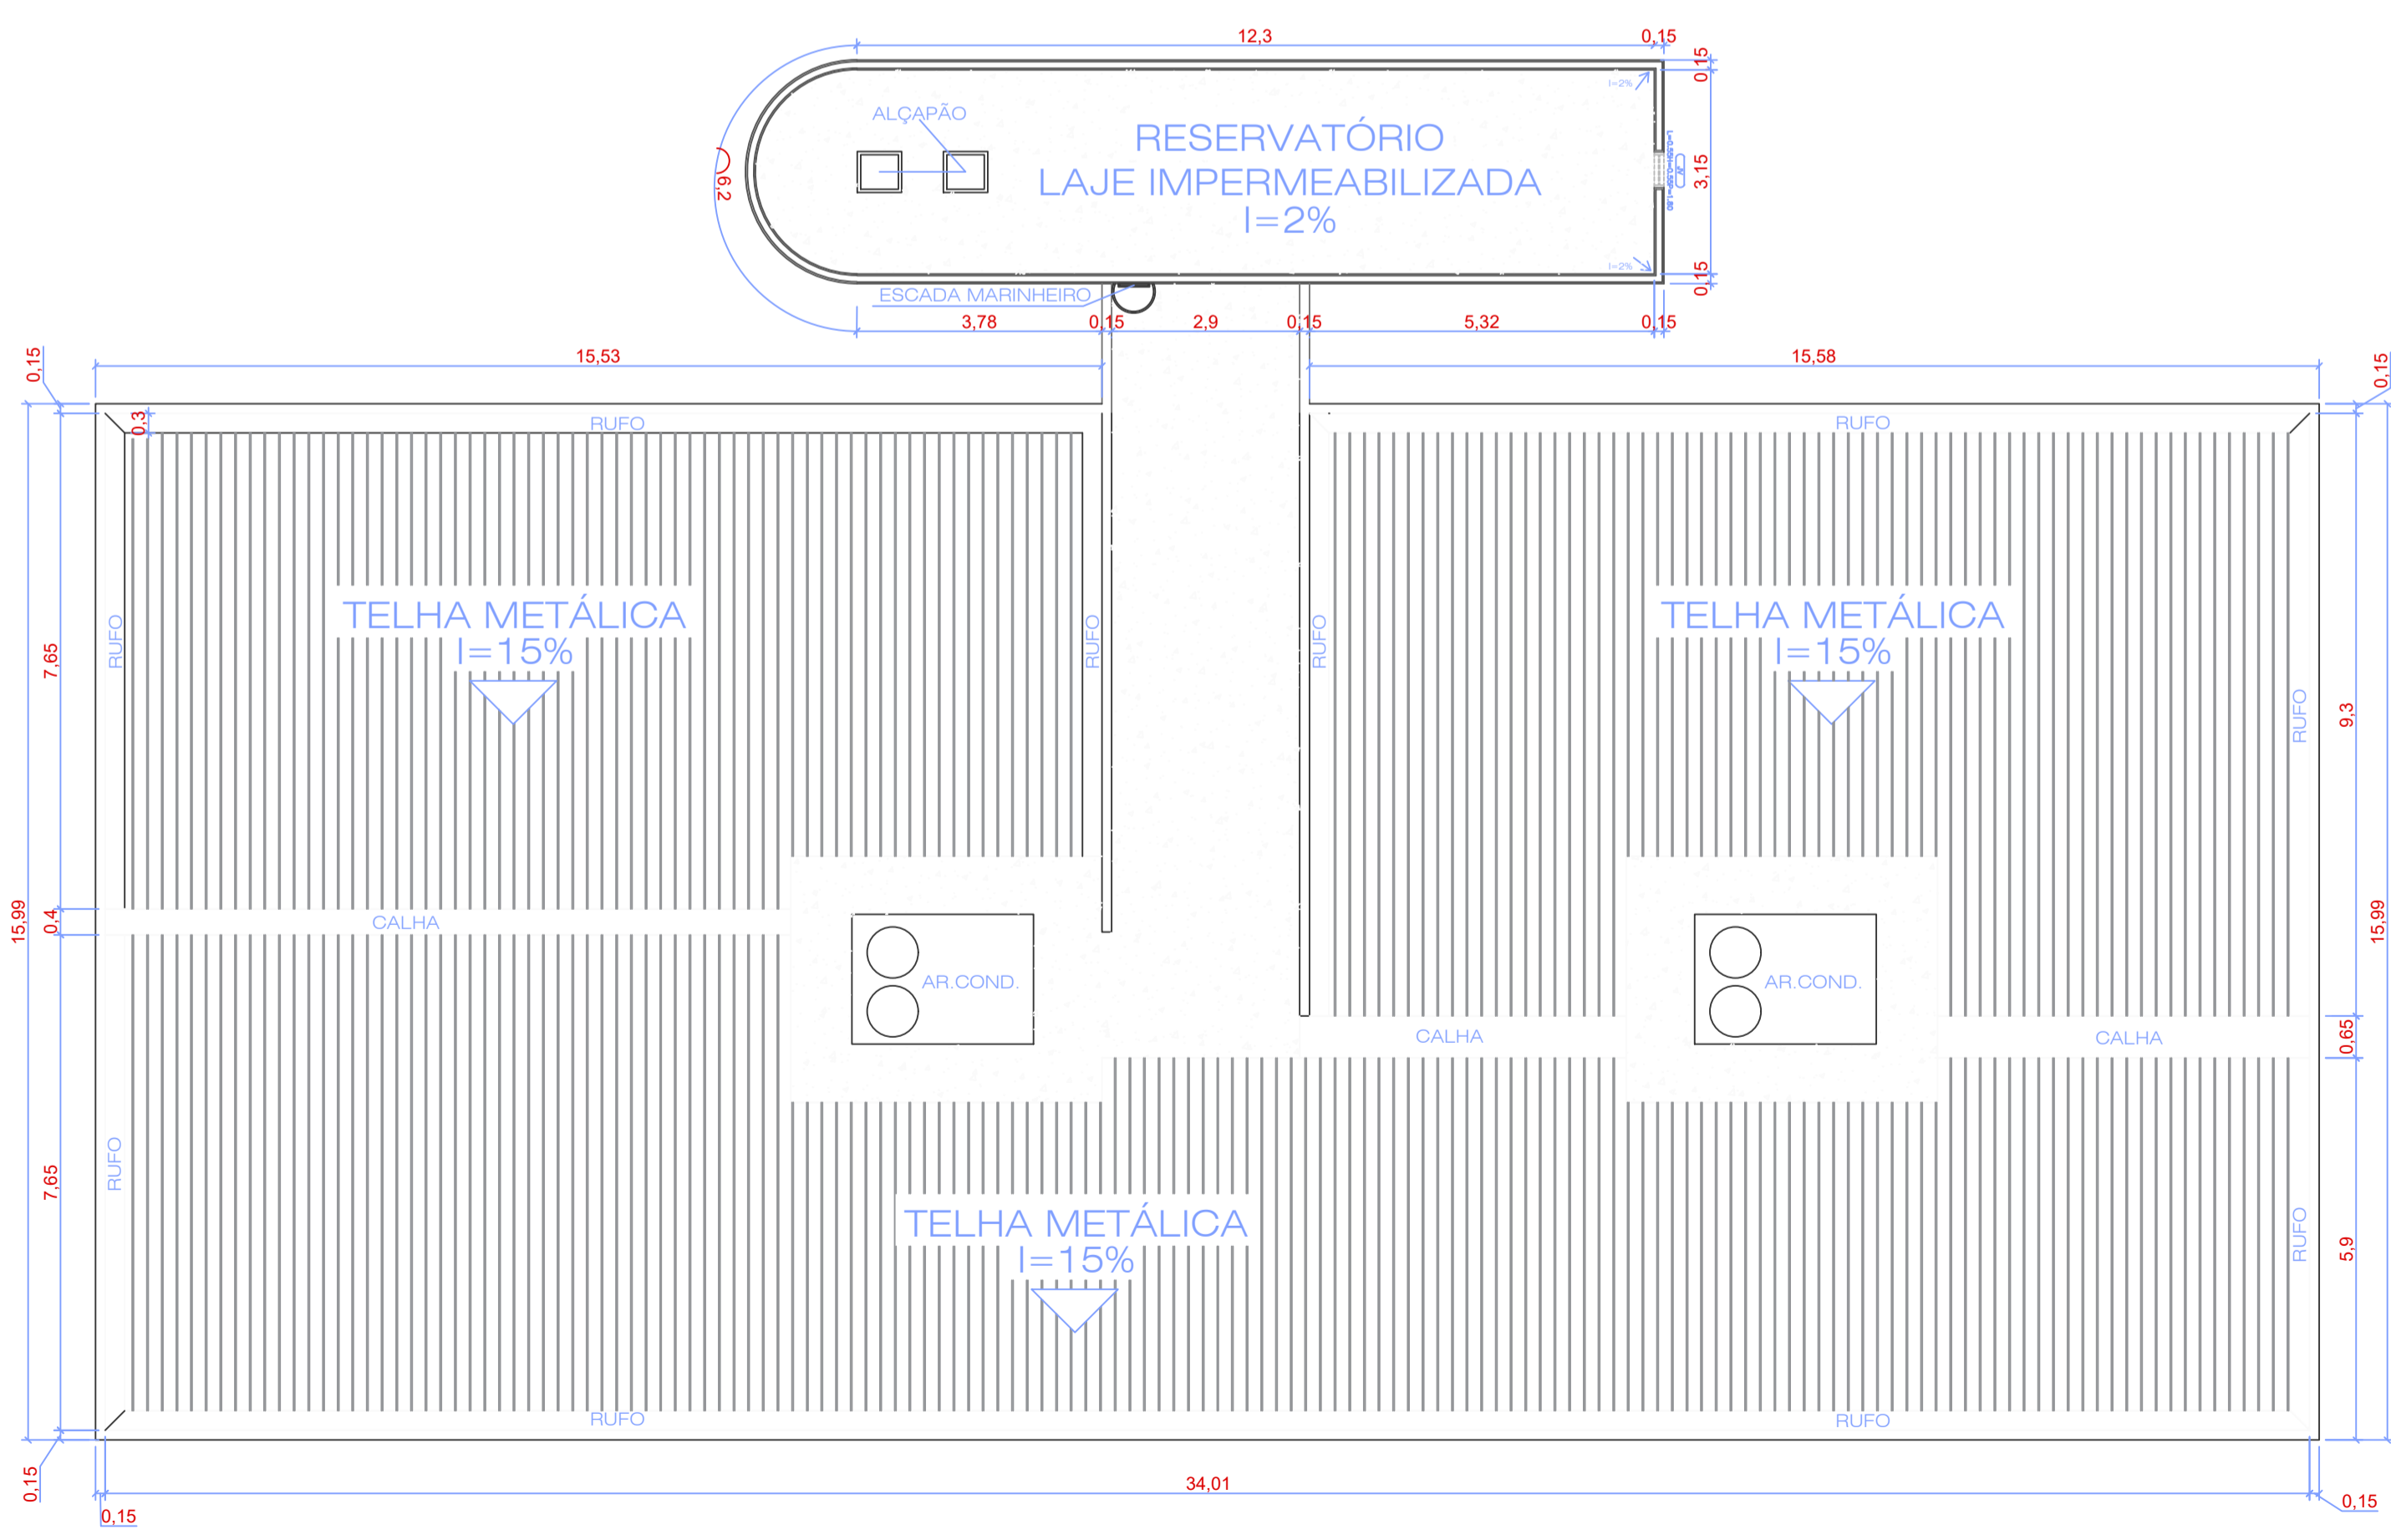 12,3
0,15
0,15
I=2%
ALÇAPÃO
RESERVATÓRIO
LAJE IMPERMEABILIZADA
I=2%
6,2
3,15
I=2%
0,15
ESCADA MARINHEIRO
3,78
0,15
2,9
0,15
5,32
0,15
0,15
15,53
15,58
0,15
0,3
RUFO
RUFO
TELHA METÁLICA
I=15%
TELHA METÁLICA
I=15%
RUFO
RUFO
RUFO
7,65
RUFO
9,3
15,99
0,4
CALHA
15,99
AR.COND.
AR.COND.
CALHA
CALHA
0,65
RUFO
7,65
TELHA METÁLICA
I=15%
RUFO
5,9
RUFO
RUFO
0,15
34,01
0,15
0,15